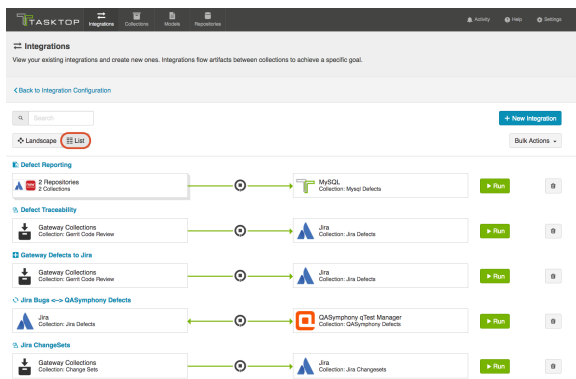 TASKTOP
Integrations
Collections
Models
Repositories
Activity
Help
Settings
Integrations
View your existing integrations and create new ones. Integrations flow artifacts between collections to achieve a specific goal.
Back to Integration Configuration
Search
+ New Integration
Landscape
List
Bulk Actions
Defect Reporting
2 Repositories
2 Collections
MySQL
Collection: Mysql Defects
Run
Defect Traceability
Gateway Collections
Collection: Gerrit Code Review
Jira
Collection: Jira Defects
Run
Gateway Defects to Jira
Gateway Collections
Collection: Gerrit Code Review
Jira
Collection: Jira Defects
Run
Jira Bugs <--> QASymphony Defects
Jira
Collection: Jira Defects
QASymphony qTest Manager
Collection: QASymphony Defects
Run
Jira ChangeSets
Gateway Collections
Collection: Change Sets
Jira
Collection: Jira Changesets
Run